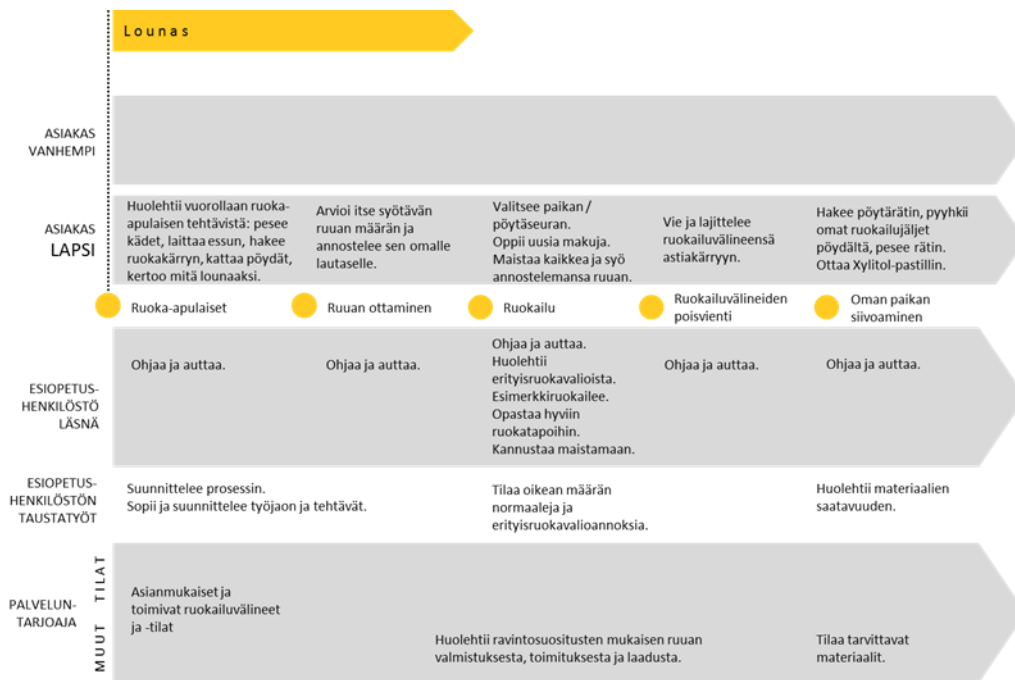 Lounas
ASIAKAS
VANHEMPI
ASIAKAS
LAPSI
Huolehtii vuorollaan ruoka-
apulaisen tehtävistä: pesee
kädet, laittaa essun, hakee
ruokakärryn, kattaa pöydät,
kertoo mitä lounaaksi.
Arvioi itse syötävän
ruuan määrän ja
annostelee sen omalle
lautaselle.
Valitsee paikan /
pöytäseuran.
Oppii uusia makuja.
Maistaa kaikkea ja syö
annostelemansa ruuan.
Vie ja lajittelee
ruokailuvälineensä
astiakärryyn.
Hakee pöytärätin, pyyhkii
omat ruokailujäljet
pöydältä, pesee rätin.
Ottaa Xylitol-pastillin.
Ruoka-apulaiset
Ruuan ottaminen
Ruokailu
Ruokailuvälineiden
poisvienti
Oman paikan
siivoaminen
ESIOPETUS-
HENKILÖSTÖ
LÄSNÄ
Ohjaa ja auttaa.
Ohjaa ja auttaa.
Ohjaa ja auttaa.
Huolehtii
erityisruokavalioista.
Esimerkkiruokailee.
Opastaa hyviin
ruokatapoihin.
Kannustaa maistamaan.
Ohjaa ja auttaa.
Ohjaa ja auttaa.
ESIOPETUS-
HENKILÖSTÖN
TAUSTATYÖT
Suunnittelee prosessin.
Sopii ja suunnittelee työjaon ja tehtävät.
Tilaa oikean määrän
normaaleja ja
erityisruokavalioannoksia.
Huolehtii materiaalien
saatavuuden.
PALVELUN-
TARJOAJA
MUUT TILAT
Asianmukaiset ja
toimivat ruokailuvälineet
ja -tilat
Huolehtii ravintosuositusten mukaisen ruuan
valmistuksesta, toimituksesta ja laadusta.
Tilaa tarvittavat
materiaalit.